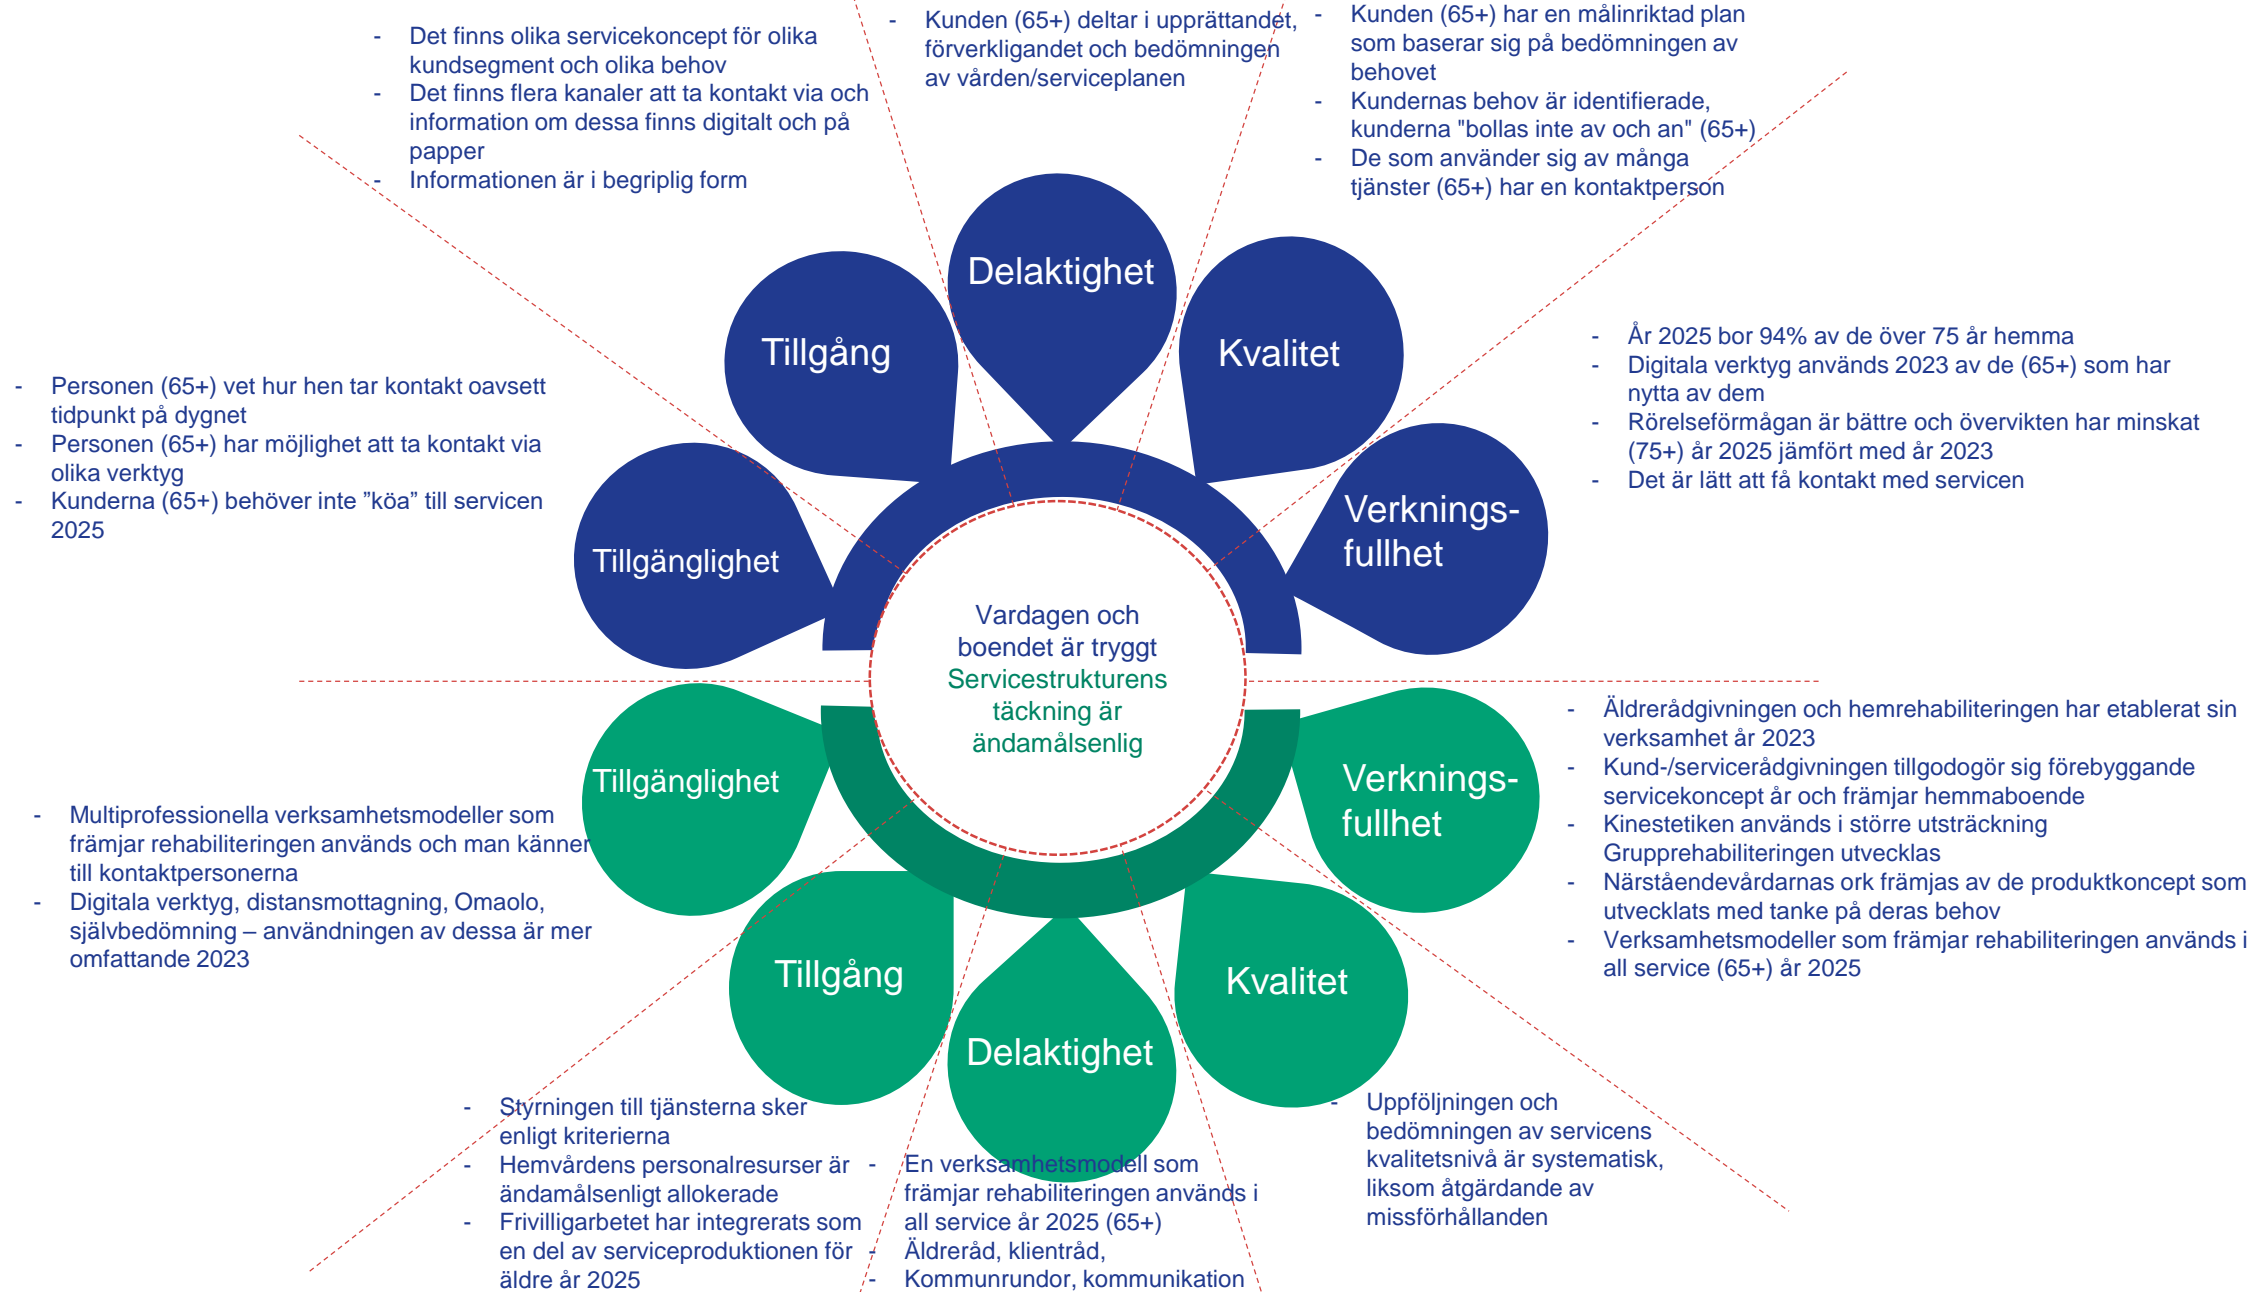 - Det finns olika servicekoncept för olika
kundsegment och olika behov
- Det finns flera kanaler att ta kontakt via och
information om dessa finns digitalt och på
papper
- Informationen är i begriplig form
- Kunden (65+) deltar i upprättandet,
förverkligandet och bedömningen
av vården/serviceplanen
- Kunden (65+) har en målinriktad plan
som baserar sig på bedömningen av
behovet
- Kundernas behov är identifierade,
kunderna "bollas inte av och an" (65+)
- De som använder sig av många
tjänster (65+) har en kontaktperson
Delaktighet
Tillgång
Kvalitet
- Personen (65+) vet hur hen tar kontakt oavsett
tidpunkt på dygnet
- Personen (65+) har möjlighet att ta kontakt via
olika verktyg
- Kunderna (65+) behöver inte ”köa” till servicen
2025
- År 2025 bor 94% av de över 75 år hemma
- Digitala verktyg används 2023 av de (65+) som har
nytta av dem
- Rörelseförmågan är bättre och övervikten har minskat
(75+) år 2025 jämfört med år 2023
- Det är lätt att få kontakt med servicen
Tillgänglighet
Verknings-
fullhet
Vardagen och
boendet är tryggt
Servicestrukturens
täckning är
ändamålsenlig
Tillgänglighet
Verknings-
fullhet
- Multiprofessionella verksamhetsmodeller som
främjar rehabiliteringen används och man känner
till kontaktpersonerna
- Digitala verktyg, distansmottagning, Omaolo,
självbedömning – användningen av dessa är mer
omfattande 2023
- Äldrerådgivningen och hemrehabiliteringen har etablerat sin
verksamhet år 2023
- Kund-/servicerådgivningen tillgodogör sig förebyggande
servicekoncept år och främjar hemmaboende
- Kinestetiken används i större utsträckning
Grupprehabiliteringen utvecklas
- Närståendevårdarnas ork främjas av de produktkoncept som
utvecklats med tanke på deras behov
- Verksamhetsmodeller som främjar rehabiliteringen används i
all service (65+) år 2025
Tillgång
Delaktighet
Kvalitet
- Styrningen till tjänsterna sker
enligt kriterierna
- Hemvårdens personalresurser är
ändamålsenligt allokerade
- Frivilligarbetet har integrerats som
en del av serviceproduktionen för
äldre år 2025
- En verksamhetsmodell som
främjar rehabiliteringen används i
all service år 2025 (65+)
- Äldreråd, klientråd,
- Kommunrundor, kommunikation
- Uppföljningen och
bedömningen av servicens
kvalitetsnivå är systematisk,
liksom åtgärdande av
missförhållanden